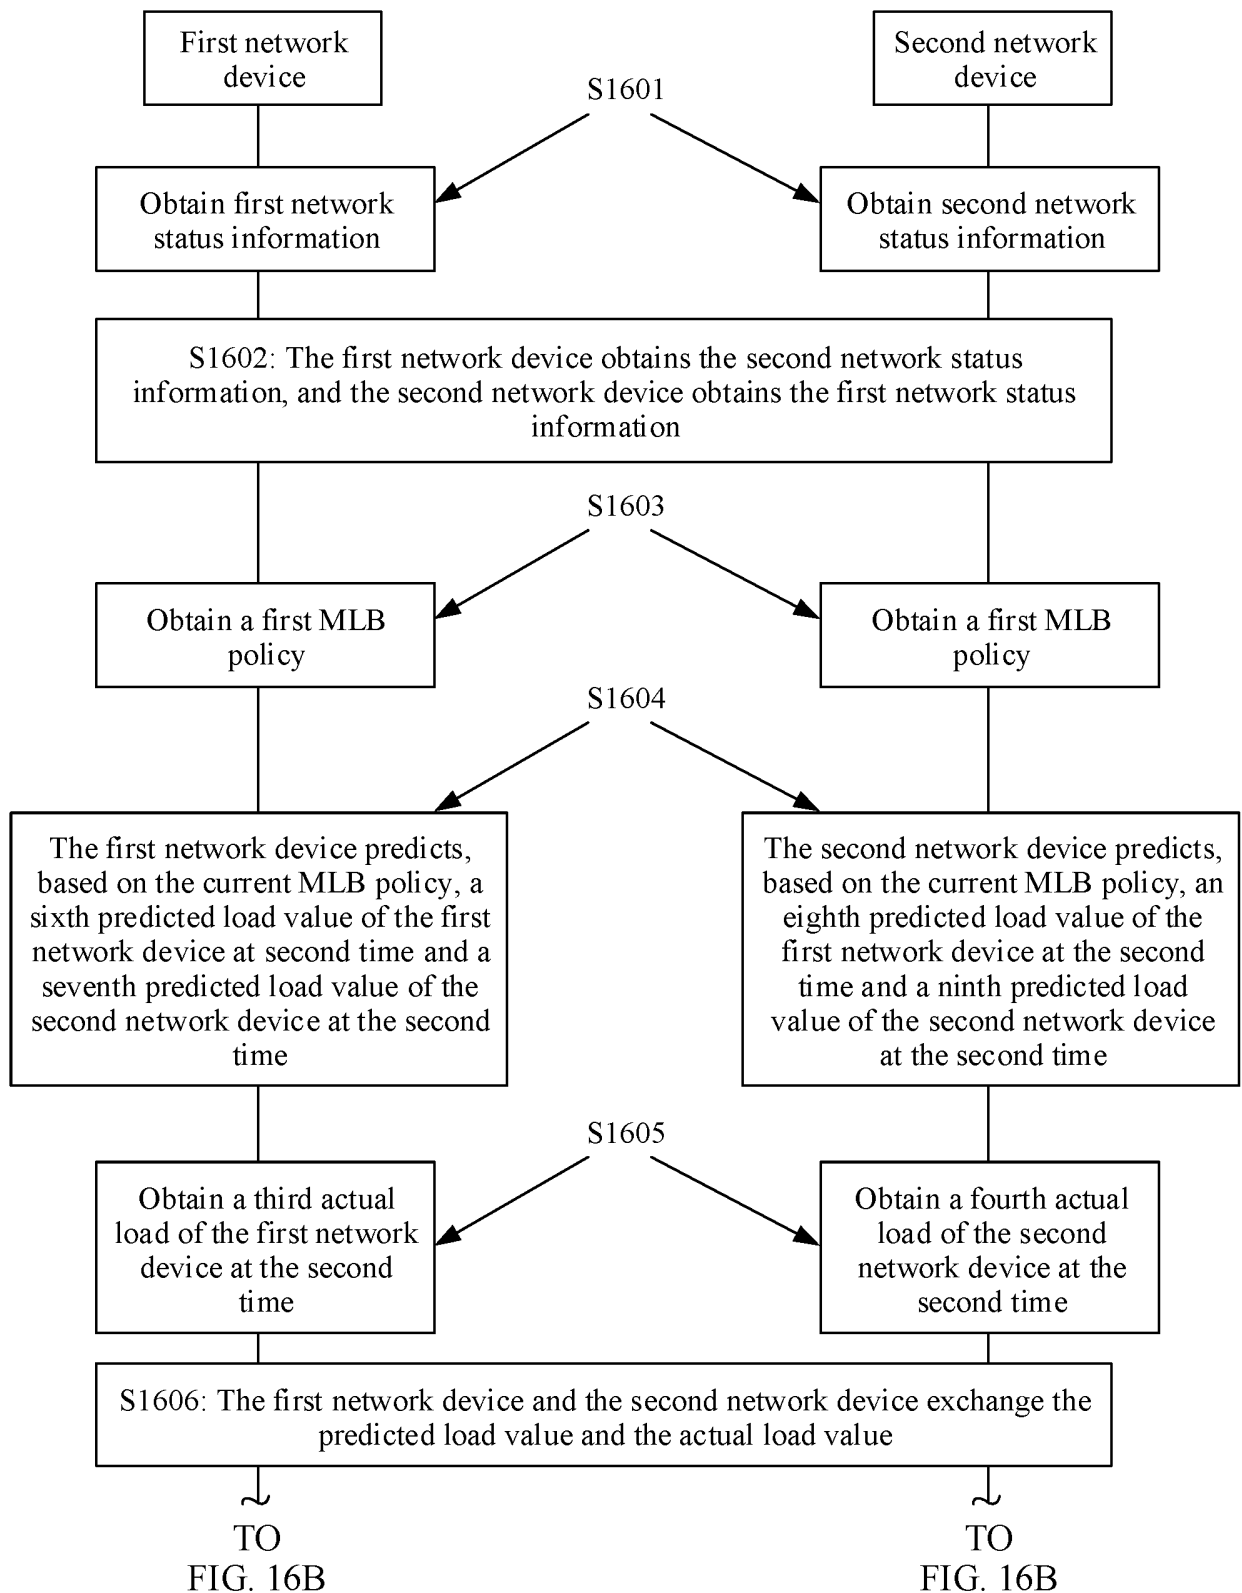 First network
device
Second network
device
S1601
Obtain first network
status information
Obtain second network
status information
S1602: The first network device obtains the second network status
information, and the second network device obtains the first network status
information
S1603
Obtain a first MLB
policy
Obtain a first MLB
policy
S1604
The first network device predicts,
based on the current MLB policy, a
sixth predicted load value of the first
network device at second time and a
seventh predicted load value of the
second network device at the second
time
The second network device predicts,
based on the current MLB policy, an
eighth predicted load value of the
first network device at the second
time and a ninth predicted load
value of the second network device
at the second time
S1605
Obtain a third actual
load of the first network
device at the second
time
Obtain a fourth actual
load of the second
network device at the
second time
S1606: The first network device and the second network device exchange the
predicted load value and the actual load value
TO
FIG. 16B
TO
FIG. 16B